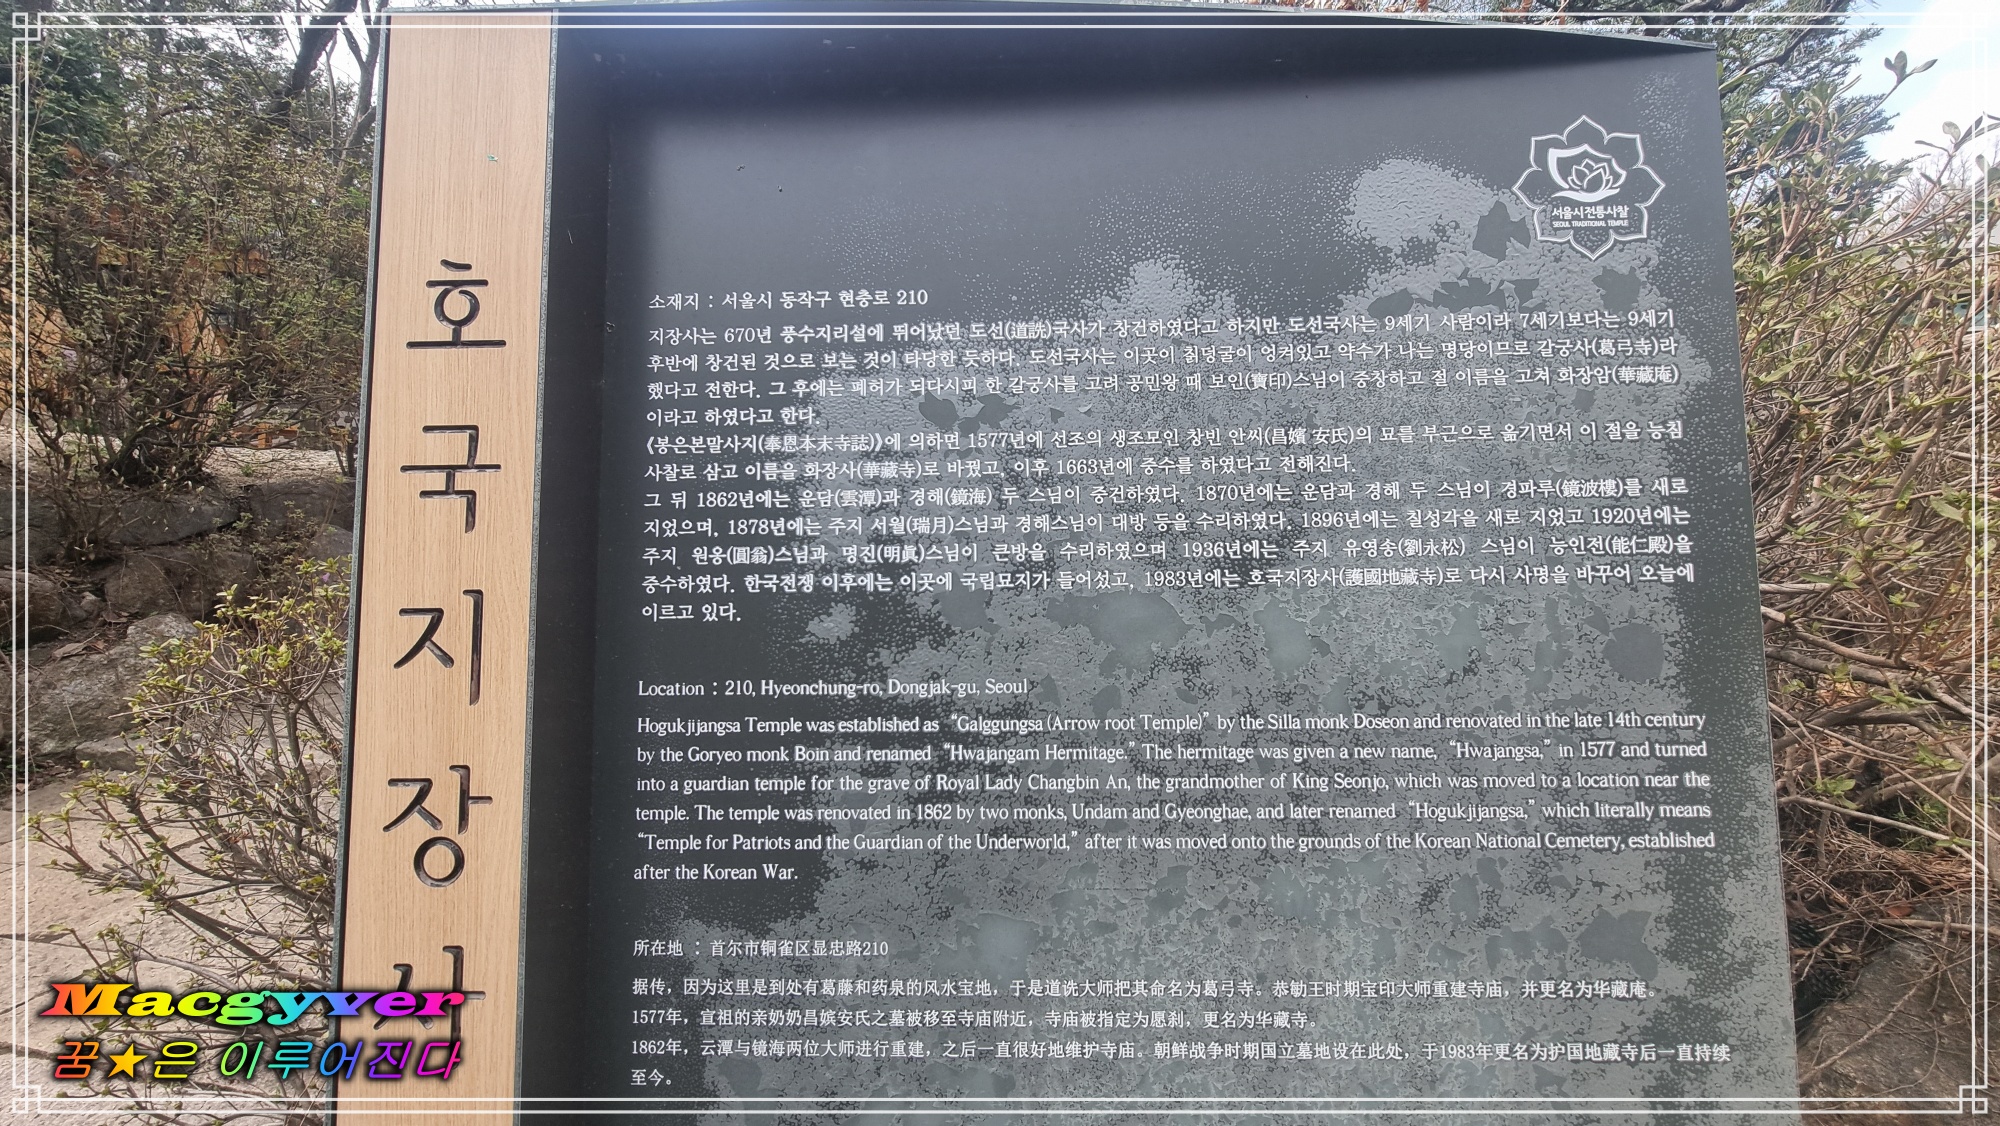 호국지장사
서울시전통사찰
SEOUL TRADITIONAL TEMPLE
소재지 : 서울시 동작구 현충로 210
지장사는 670년 풍수지리설에 뛰어났던 도선(道詵)국사가 창건하였다고 하지만 도선국사는 9세기 사람이라 7세기보다는 9세기
후반에 창건된 것으로 보는 것이 타당한 듯하다. 도선국사는 이곳이 칡덩굴이 엉켜있고 약수가 나는 명당이므로 갈궁사(葛弓寺)라
했다고 전한다. 그 후에는 폐허가 되다시피 한 갈궁사를 고려 공민왕 때 보인(寶印)스님이 중창하고 절 이름을 고쳐 화장암(華藏庵)
이라고 하였다고 한다.
《봉은본말사지(奉恩本末寺誌)》에 의하면 1577년에 선조의 생조모인 창빈 안씨(昌嬪 安氏)의 묘를 부근으로 옮기면서 이 절을 능침
사찰로 삼고 이름을 화장사(華藏寺)로 바꿨고, 이후 1663년에 중수를 하였다고 전해진다.
그 뒤 1862년에는 운담(雲潭)과 경해(鏡海) 두 스님이 중건하였다. 1870년에는 운담과 경해 두 스님이 경파루(鏡波樓)를 새로
지었으며, 1878년에는 주지 서월(瑞月)스님과 경해스님이 대방 등을 수리하였다. 1896년에는 칠성각을 새로 지었고 1920년에는
주지 원옹(圓翁)스님과 명진(明眞)스님이 큰방을 수리하였으며 1936년에는 주지 유영송(劉永松) 스님이 능인전(能仁殿)을
중수하였다. 한국전쟁 이후에는 이곳에 국립묘지가 들어섰고, 1983년에는 호국지장사(護國地藏寺)로 다시 사명을 바꾸어 오늘에
이르고 있다.
Location : 210, Hyeonchung-ro, Dongjak-gu, Seoul
Hogukjijangsa Temple was established as “Galggungsa (Arrow root Temple)” by the Silla monk Doseon and renovated in the late 14th century
by the Goryeo monk Boin and renamed “Hwajangam Hermitage.” The hermitage was given a new name, “Hwajangsa,” in 1577 and turned
into a guardian temple for the grave of Royal Lady Changbin An, the grandmother of King Seonjo, which was moved to a location near the
temple. The temple was renovated in 1862 by two monks, Undam and Gyeonghae, and later renamed “Hogukjijangsa,” which literally means
“Temple for Patriots and the Guardian of the Underworld,” after it was moved onto the grounds of the Korean National Cemetery, established
after the Korean War.
所在地 : 首尔市铜雀区显忠路210
据传，因为这里是到处有葛藤和药泉的风水宝地，于是道诜大师把其命名为葛弓寺。恭勄王时期宝印大师重建寺庙，并更名为华藏庵。
1577年，宣祖的亲奶奶昌嫔安氏之墓被移至寺庙附近，寺庙被指定为愿刹，更名为华藏寺。
1862年，云潭与镜海两位大师进行重建，之后一直很好地维护寺庙。朝鲜战争时期国立墓地设在此处，于1983年更名为护国地藏寺后一直持续
至今。
Macgyver
꿈★은 이루어진다